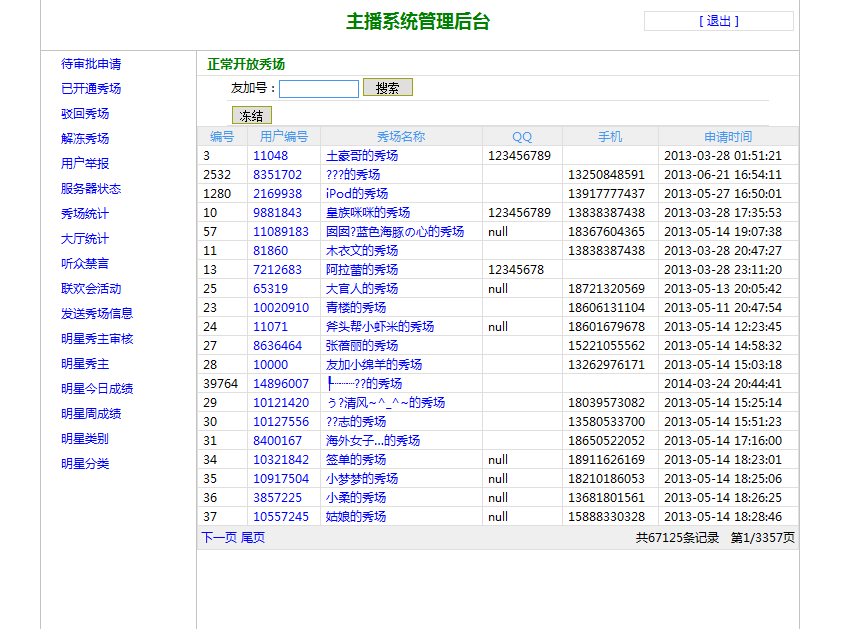 主播系统管理后台
[ 退出 ]
待审批申请
已开通秀场
驳回秀场
解冻秀场
用户举报
服务器状态
秀场统计
大厅统计
听众禁言
联欢会活动
发送秀场信息
明星秀主审核
明星秀主
明星今日成绩
明星周成绩
明星类别
明星分类
正常开放秀场
友加号： 搜索
冻结
编号 用户编号 秀场名称 QQ 手机 申请时间
3 11048 土豪哥的秀场 123456789 2013-03-28 01:51:21
2532 8351702 ???的秀场 13250848591 2013-06-21 16:54:11
1280 2169938 iPod的秀场 13917777437 2013-05-27 16:50:01
10 9881843 皇族咪咪的秀场 123456789 13838387438 2013-03-28 17:35:53
57 11089183 囡囡?蓝色海豚の心的秀场 null 18367604365 2013-05-14 19:07:38
11 81860 木衣文的秀场 13838387438 2013-03-28 20:47:27
13 7212683 阿拉蕾的秀场 12345678 2013-03-28 23:11:20
25 65319 大官人的秀场 null 18721320569 2013-05-13 20:05:42
23 10020910 青楼的秀场 18606131104 2013-05-11 20:47:54
24 11071 斧头帮小虾米的秀场 null 18601679678 2013-05-14 12:23:45
27 8636464 张蓓丽的秀场 15221055562 2013-05-14 14:58:32
28 10000 友加小绵羊的秀场 13262976171 2013-05-14 15:03:18
39764 14896007 ┠┈┈??的秀场 2014-03-24 20:44:41
29 10121420 う?清风~^_^~的秀场 18039573082 2013-05-14 15:25:14
30 10127556 ??志的秀场 13580533700 2013-05-14 15:51:23
31 8400167 海外女子...的秀场 18650522052 2013-05-14 17:16:00
34 10321842 签单的秀场 null 18911626169 2013-05-14 18:23:01
35 10917504 小梦梦的秀场 null 18210186053 2013-05-14 18:25:06
36 3857225 小柔的秀场 null 13681801561 2013-05-14 18:26:25
37 10557245 姑娘的秀场 null 15888330328 2013-05-14 18:28:46
下一页 尾页 共67125条记录 第1/3357页